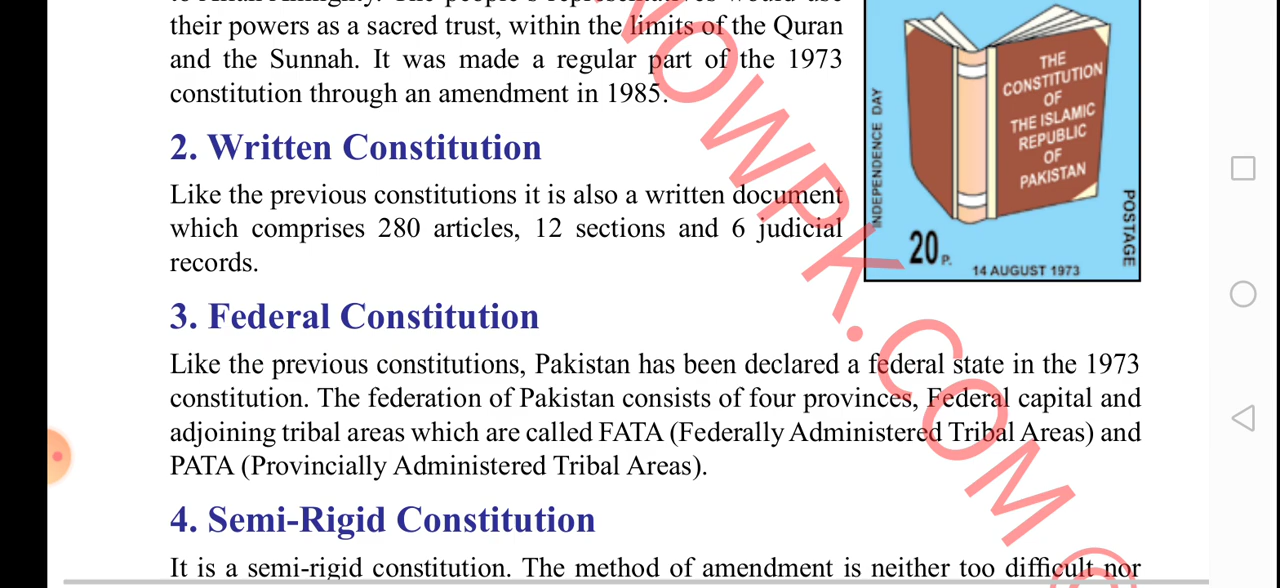 their powers as a sacred trust, within the limits of the Quran
and the Sunnah. It was made a regular part of the 1973
constitution through an amendment in 1985.
2. Written Constitution
Like the previous constitutions it is also a written document
which comprises 280 articles, 12 sections and 6 judicial
records.
THE
CONSTITUTION
OF
THE ISLAMIC
REPUBLIC
OF
PAKISTAN
INDEPENDENCE DAY
POSTAGE
20 P.
14 AUGUST 1973
3. Federal Constitution
Like the previous constitutions, Pakistan has been declared a federal state in the 1973
constitution. The federation of Pakistan consists of four provinces, Federal capital and
adjoining tribal areas which are called FATA (Federally Administered Tribal Areas) and
PATA (Provincially Administered Tribal Areas).
4. Semi-Rigid Constitution
It is a semi-rigid constitution. The method of amendment is neither too difficult nor
OWPK.COM